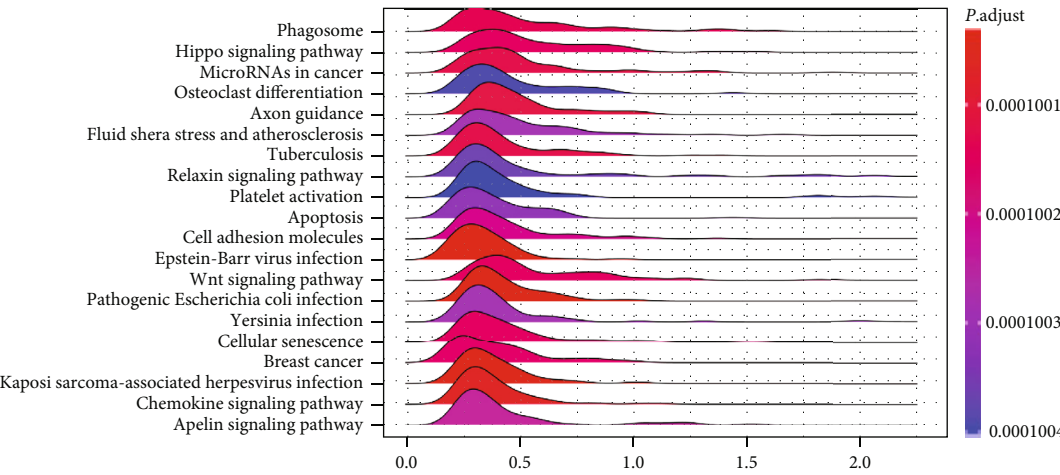 P.adjust
Phagosome
Hippo signaling pathway
MicroRNAs in cancer
Osteoclast differentiation
Axon guidance
Fluid shera stress and atherosclerosis
Tuberculosis
Relaxin signaling pathway
Platelet activation
Apoptosis
Cell adhesion molecules
Epstein-Barr virus infection
Wnt signaling pathway
Pathogenic Escherichia coli infection
Yersinia infection
Cellular senescence
Breast cancer
Kaposi sarcoma-associated herpesvirus infection
Chemokine signaling pathway
Apelin signaling pathway
0.0 0.5 1.0 1.5 2.0
0.0001001
0.0001002
0.0001003
0.0001004